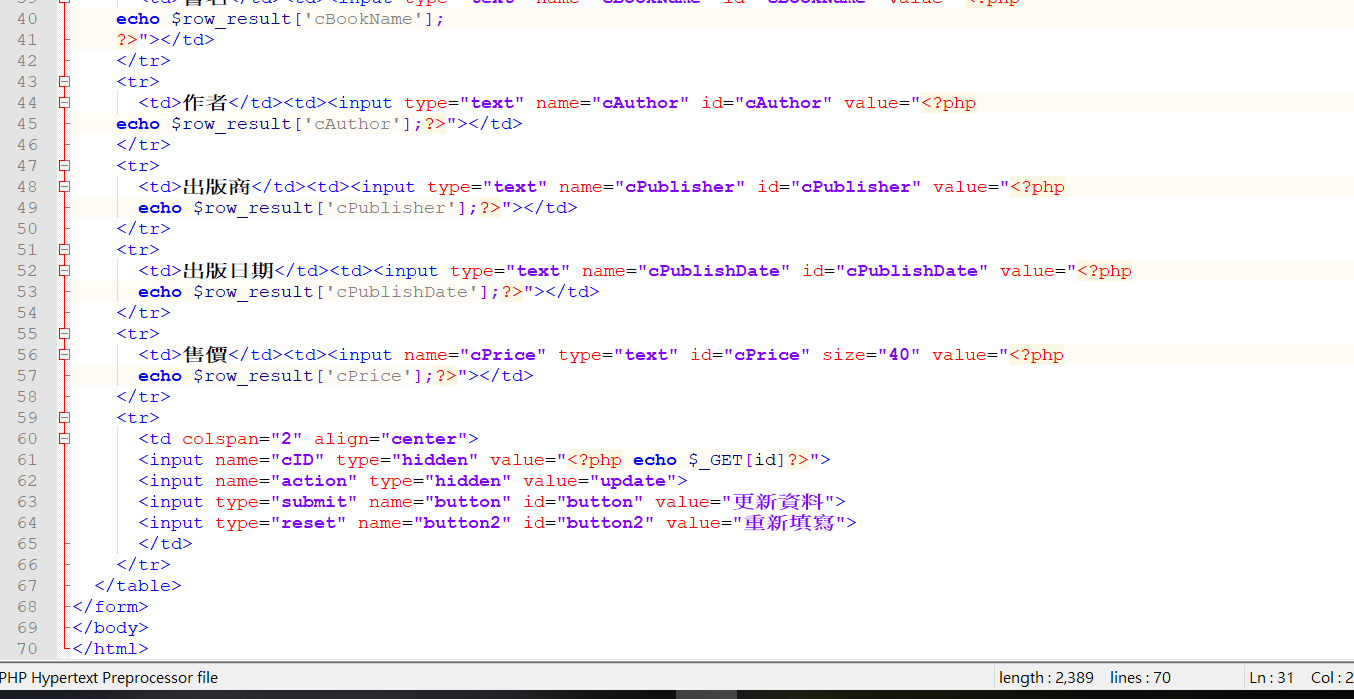 39 <td>書名</td><td><input type="text" name="cBookName" id="cBookName" value="<?php
40 echo $row_result['cBookName'];
41 ?>"></td>
42 </tr>
43 <tr>
44 <td>作者</td><td><input type="text" name="cAuthor" id="cAuthor" value="<?php
45 echo $row_result['cAuthor'];?>"></td>
46 </tr>
47 <tr>
48 <td>出版商</td><td><input type="text" name="cPublisher" id="cPublisher" value="<?php
49 echo $row_result['cPublisher'];?>"></td>
50 </tr>
51 <tr>
52 <td>出版日期</td><td><input type="text" name="cPublishDate" id="cPublishDate" value="<?php
53 echo $row_result['cPublishDate'];?>"></td>
54 </tr>
55 <tr>
56 <td>售價</td><td><input name="cPrice" type="text" id="cPrice" size="40" value="<?php
57 echo $row_result['cPrice'];?>"></td>
58 </tr>
59 <tr>
60 <td colspan="2" align="center">
61 <input name="cID" type="hidden" value="<?php echo $_GET[id]?>">
62 <input name="action" type="hidden" value="update">
63 <input type="submit" name="button" id="button" value="更新資料">
64 <input type="reset" name="button2" id="button2" value="重新填寫">
65 </td>
66 </tr>
67 </table>
68 </form>
69 </body>
70 </html>
PHP Hypertext Preprocessor file length : 2,389 lines : 70 Ln : 31 Col : 2